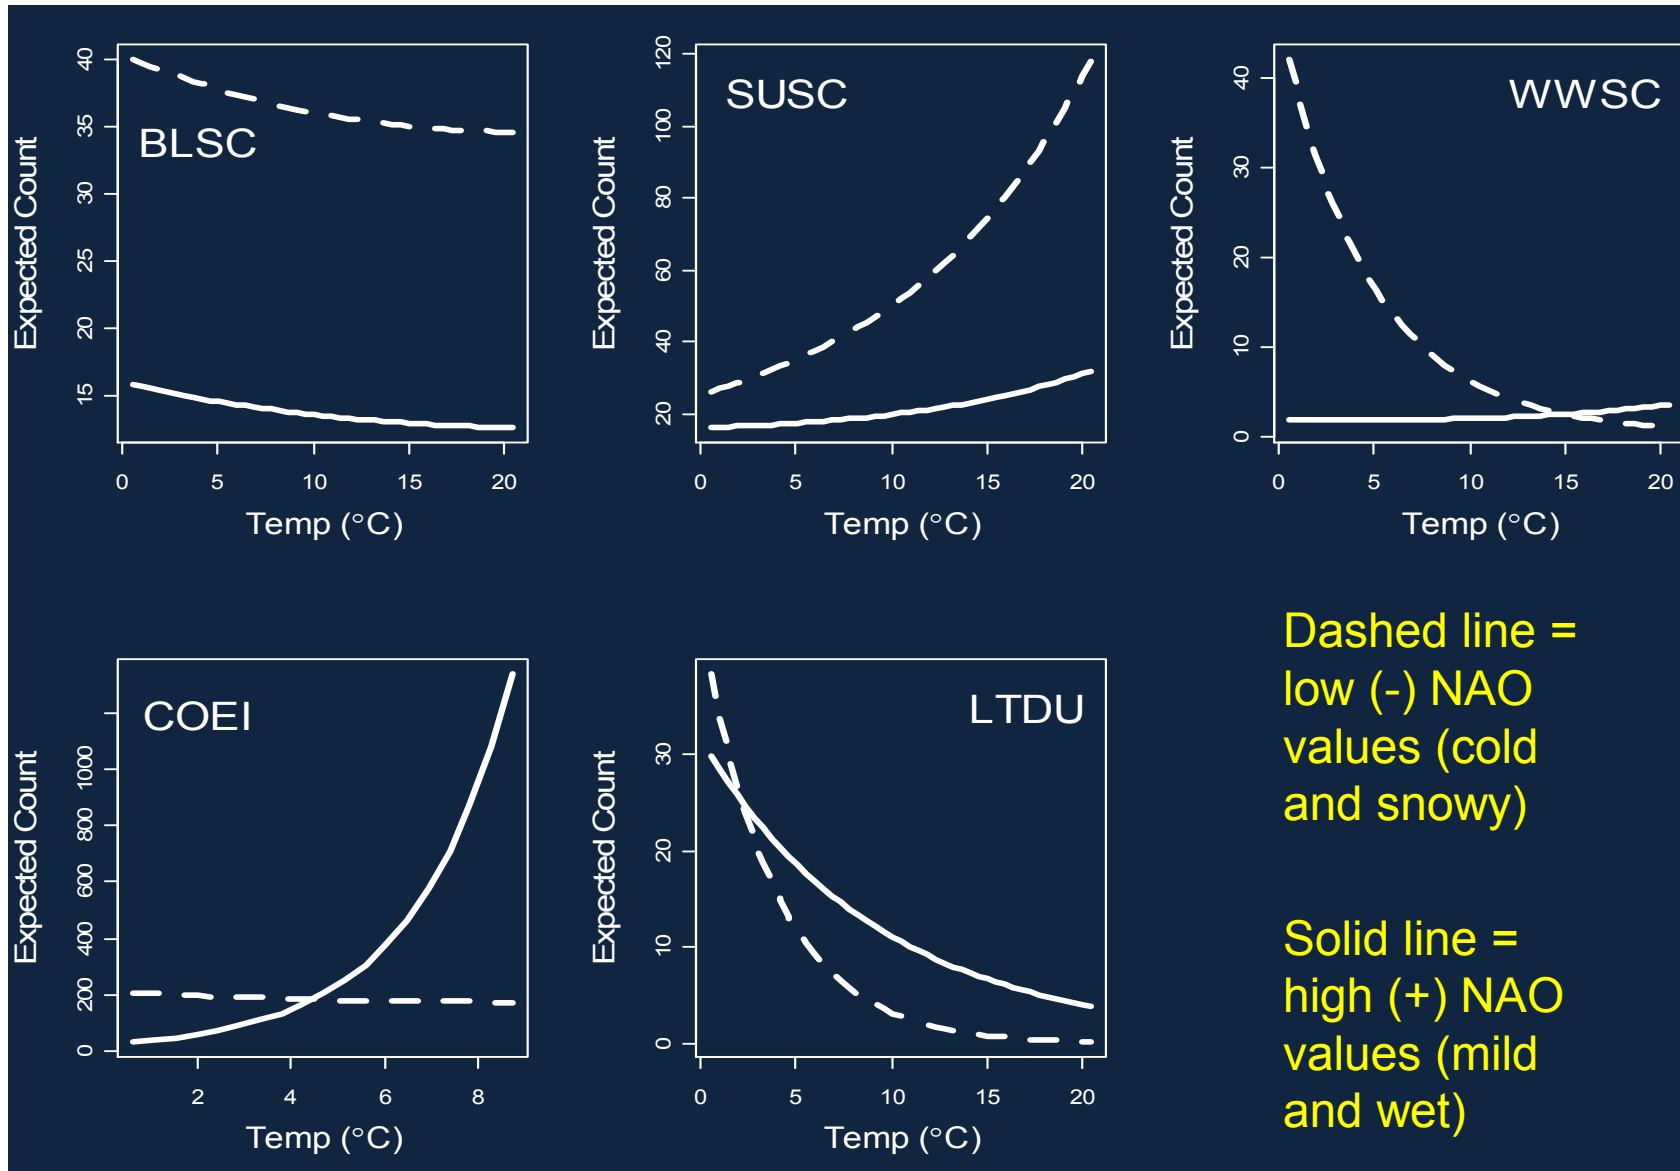 BLSC
Expected Count
40
35
30
25
20
15
0 5 10 15 20
Temp (°C)
SUSC
Expected Count
120
100
80
60
40
20
0 5 10 15 20
Temp (°C)
WWSC
Expected Count
40
30
20
10
0
0 5 10 15 20
Temp (°C)
COEI
Expected Count
1000
800
600
400
200
0
2 4 6 8
Temp (°C)
LTDU
Expected Count
30
20
10
0
0 5 10 15 20
Temp (°C)
Dashed line =
low (-) NAO
values (cold
and snowy)
Solid line =
high (+) NAO
values (mild
and wet)